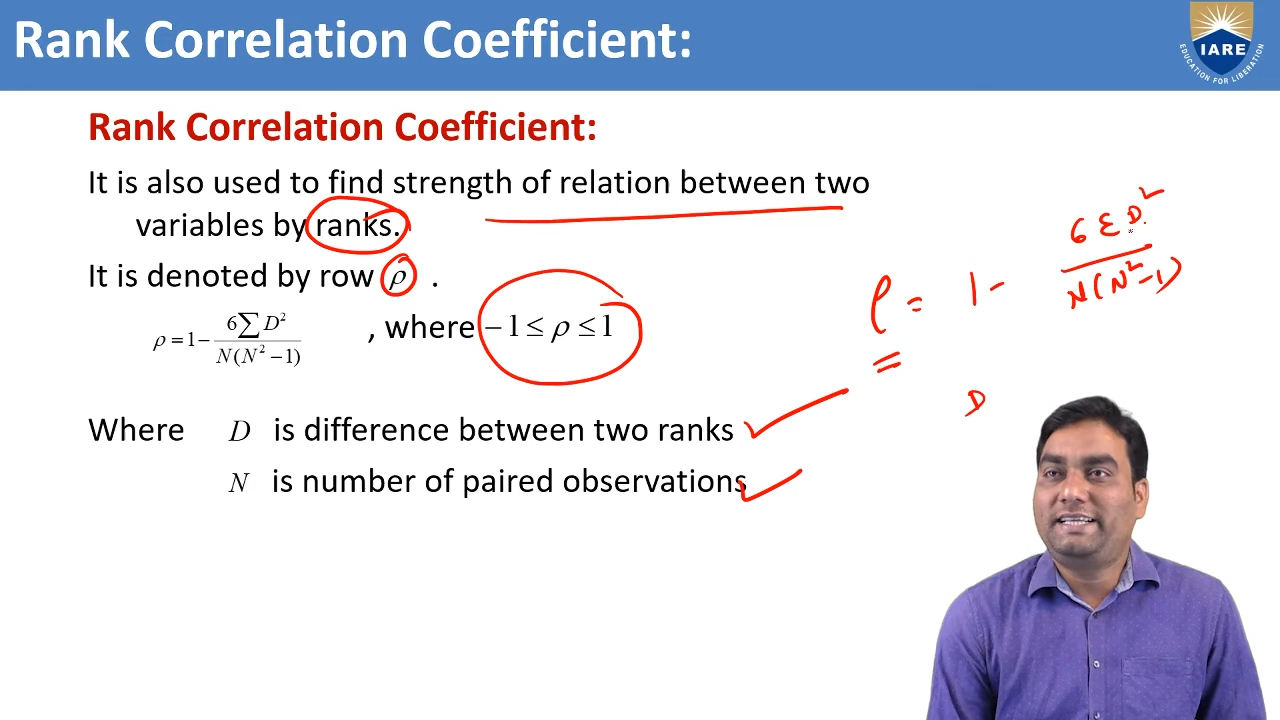 Rank Correlation Coefficient:
IARE
EDUCATION FOR LIBERATION
Rank Correlation Coefficient:
It is also used to find strength of relation between two
variables by ranks.
It is denoted by row ρ .
ρ = 1 − 6∑D² / N(N² − 1) , where −1 ≤ ρ ≤ 1
ρ = 1 − 6ΣD² / N(N² − 1)
=
D
Where D is difference between two ranks
N is number of paired observations